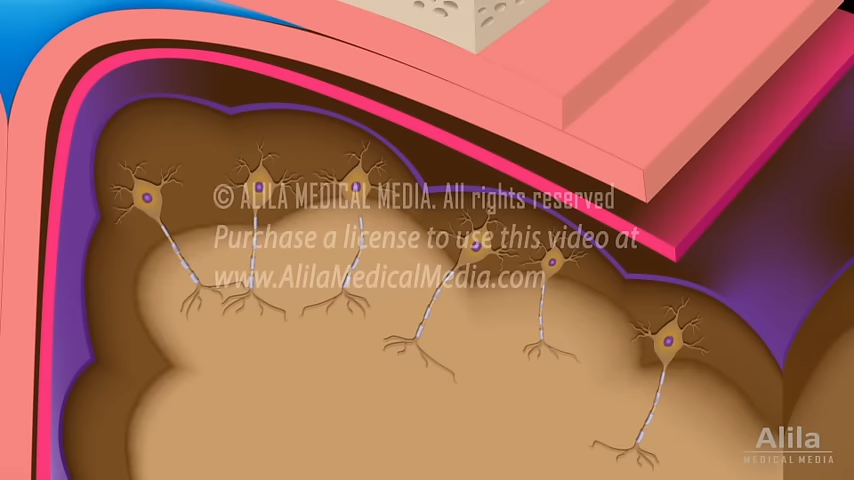 © ALILA MEDICAL MEDIA. All rights reserved
Purchase a license to use this video at
www.AlilaMedicalMedia.com
Alila
MEDICAL MEDIA